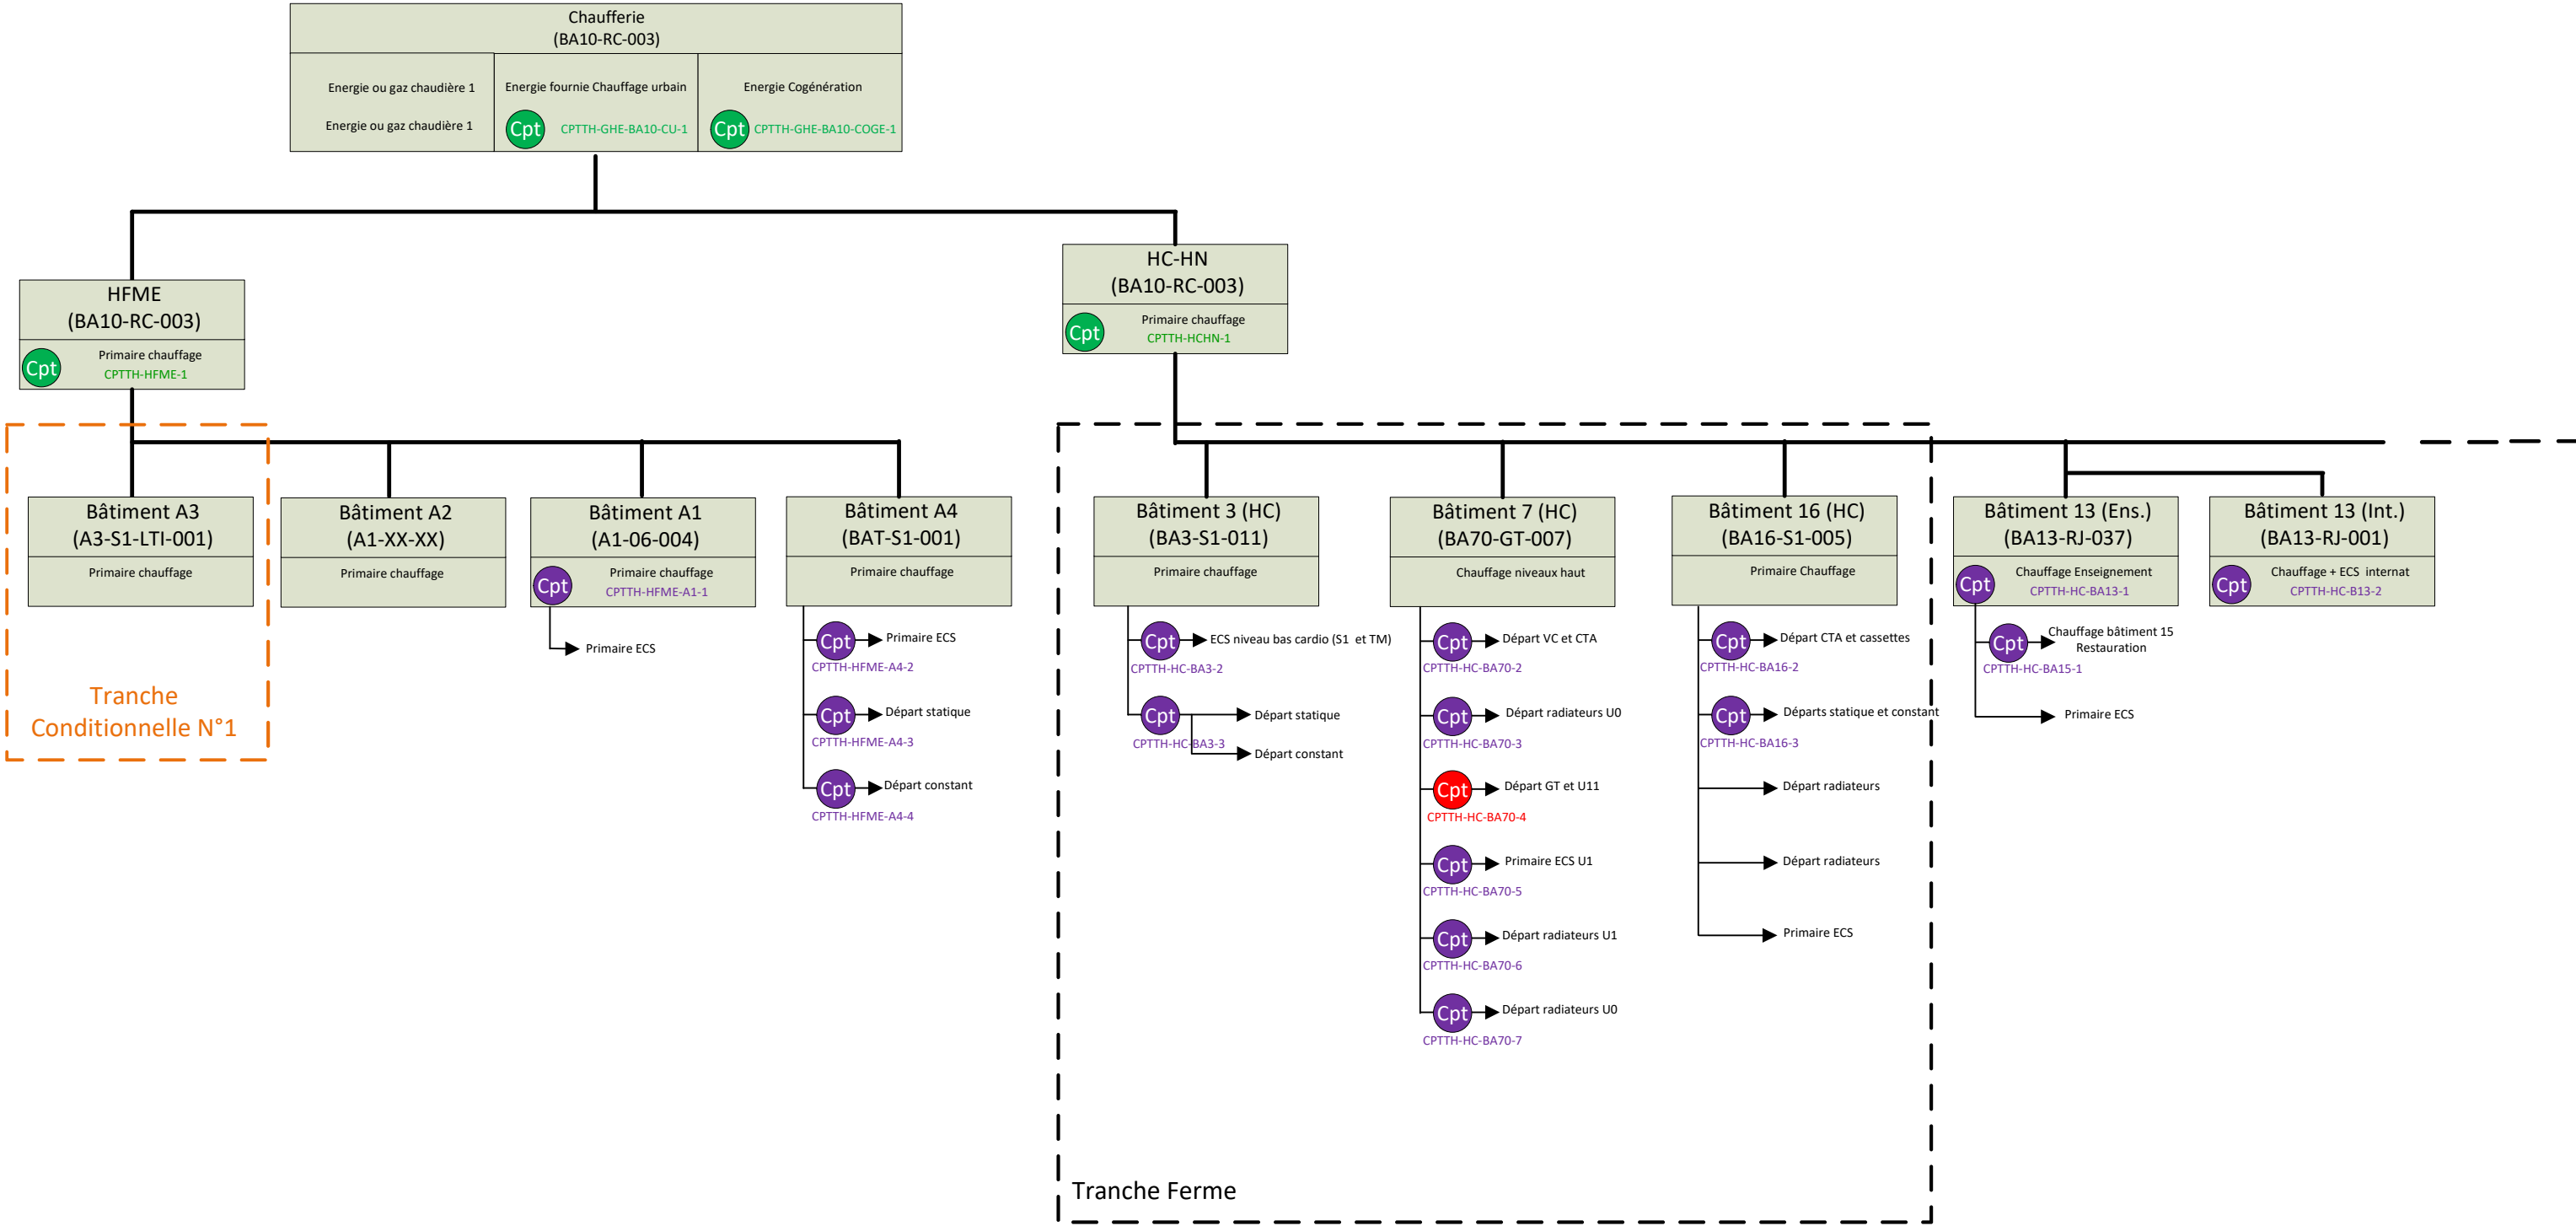 Chaufferie
(BA10-RC-003)
Energie ou gaz chaudière 1
Energie ou gaz chaudière 1
Energie fournie Chauffage urbain
Cpt
CPTTH-GHE-BA10-CU-1
Energie Cogénération
Cpt
CPTTH-GHE-BA10-COGE-1
HFME
(BA10-RC-003)
Primaire chauffage
Cpt
CPTTH-HFME-1
HC-HN
(BA10-RC-003)
Primaire chauffage
Cpt
CPTTH-HCHN-1
Bâtiment A3
(A3-S1-LTI-001)
Primaire chauffage
Tranche
Conditionnelle N°1
Bâtiment A2
(A1-XX-XX)
Primaire chauffage
Bâtiment A1
(A1-06-004)
Primaire chauffage
Cpt
CPTTH-HFME-A1-1
Primaire ECS
Bâtiment A4
(BAT-S1-001)
Primaire chauffage
Cpt
Primaire ECS
CPTTH-HFME-A4-2
Cpt
Départ statique
CPTTH-HFME-A4-3
Cpt
Départ constant
CPTTH-HFME-A4-4
Bâtiment 3 (HC)
(BA3-S1-011)
Primaire chauffage
Cpt
ECS niveau bas cardio (S1 et TM)
CPTTH-HC-BA3-2
Cpt
Départ statique
CPTTH-HC-BA3-3
Départ constant
Bâtiment 7 (HC)
(BA70-GT-007)
Chauffage niveaux haut
Cpt
Départ VC et CTA
CPTTH-HC-BA70-2
Cpt
Départ radiateurs U0
CPTTH-HC-BA70-3
Cpt
Départ GT et U11
CPTTH-HC-BA70-4
Cpt
Primaire ECS U1
CPTTH-HC-BA70-5
Cpt
Départ radiateurs U1
CPTTH-HC-BA70-6
Cpt
Départ radiateurs U0
CPTTH-HC-BA70-7
Bâtiment 16 (HC)
(BA16-S1-005)
Primaire Chauffage
Cpt
Départ CTA et cassettes
CPTTH-HC-BA16-2
Cpt
Départs statique et constant
CPTTH-HC-BA16-3
Départ radiateurs
Départ radiateurs
Primaire ECS
Tranche Ferme
Bâtiment 13 (Ens.)
(BA13-RJ-037)
Cpt
Chauffage Enseignement
CPTTH-HC-BA13-1
Cpt
Chauffage bâtiment 15
Restauration
CPTTH-HC-BA15-1
Primaire ECS
Bâtiment 13 (Int.)
(BA13-RJ-001)
Cpt
Chauffage + ECS internat
CPTTH-HC-B13-2